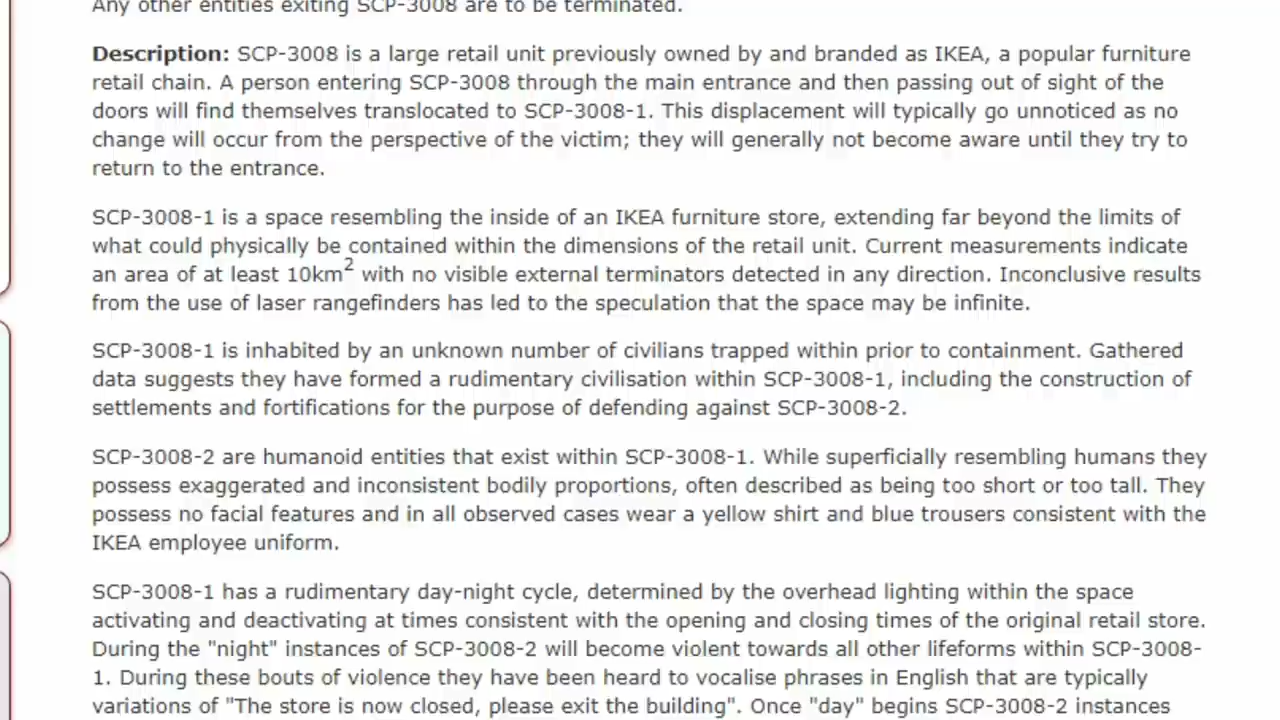 Any other entities exiting SCP-3008 are to be terminated.
Description: SCP-3008 is a large retail unit previously owned by and branded as IKEA, a popular furniture
retail chain. A person entering SCP-3008 through the main entrance and then passing out of sight of the
doors will find themselves translocated to SCP-3008-1. This displacement will typically go unnoticed as no
change will occur from the perspective of the victim; they will generally not become aware until they try to
return to the entrance.
SCP-3008-1 is a space resembling the inside of an IKEA furniture store, extending far beyond the limits of
what could physically be contained within the dimensions of the retail unit. Current measurements indicate
an area of at least 10km² with no visible external terminators detected in any direction. Inconclusive results
from the use of laser rangefinders has led to the speculation that the space may be infinite.
SCP-3008-1 is inhabited by an unknown number of civilians trapped within prior to containment. Gathered
data suggests they have formed a rudimentary civilisation within SCP-3008-1, including the construction of
settlements and fortifications for the purpose of defending against SCP-3008-2.
SCP-3008-2 are humanoid entities that exist within SCP-3008-1. While superficially resembling humans they
possess exaggerated and inconsistent bodily proportions, often described as being too short or too tall. They
possess no facial features and in all observed cases wear a yellow shirt and blue trousers consistent with the
IKEA employee uniform.
SCP-3008-1 has a rudimentary day-night cycle, determined by the overhead lighting within the space
activating and deactivating at times consistent with the opening and closing times of the original retail store.
During the "night" instances of SCP-3008-2 will become violent towards all other lifeforms within SCP-3008-
1. During these bouts of violence they have been heard to vocalise phrases in English that are typically
variations of "The store is now closed, please exit the building". Once "day" begins SCP-3008-2 instances